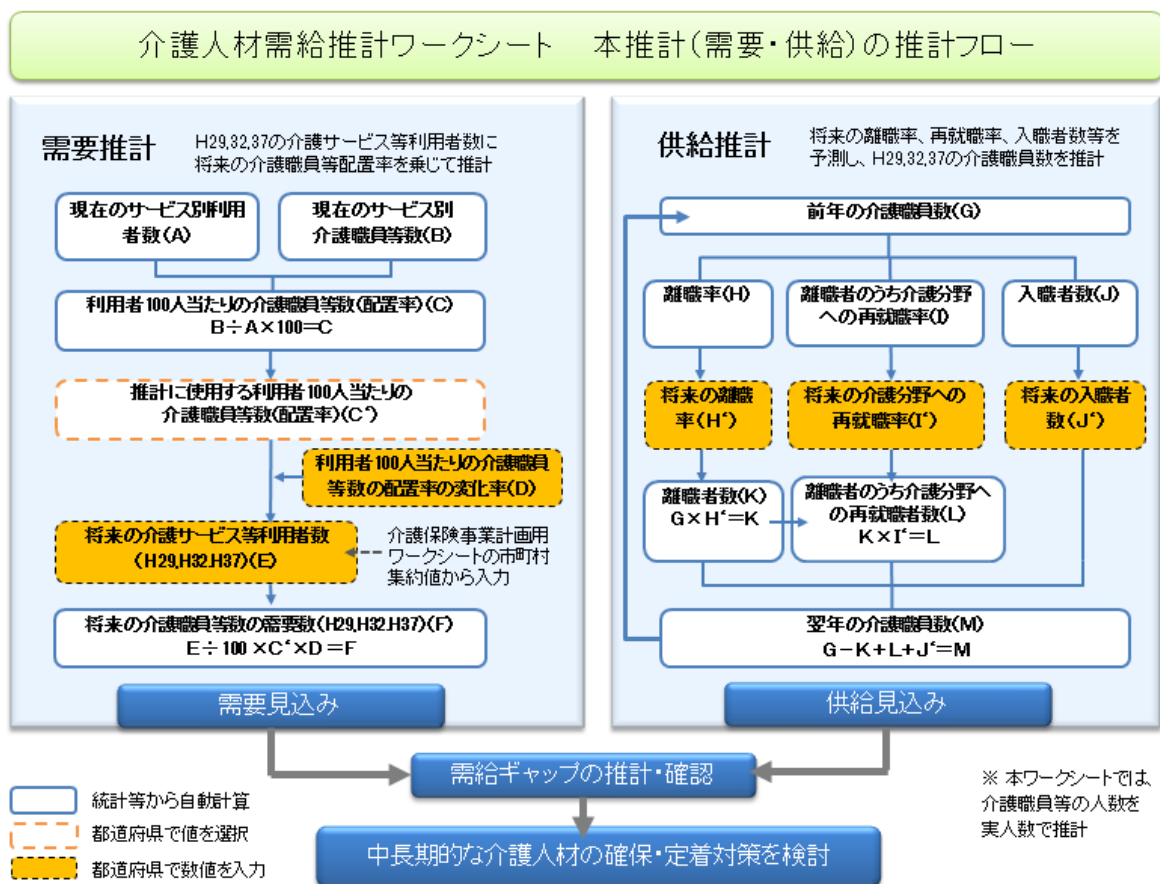 介護人材需給推計ワークシート　本推計(需要・供給)の推計フロー
需要推計
H29,32,37の介護サービス等利用者数に
将来の介護職員等配置率を乗じて推計
現在のサービス別利用
者数(A)
現在のサービス別
介護職員等数(B)
利用者100人当たりの介護職員等数(配置率)(C)
B÷A×100=C
推計に使用する利用者100人当たりの
介護職員等数(配置率)(C‘)
利用者100人当たりの介護職員
等数の配置率の変化率(D)
将来の介護サービス等利用者数
(H29,H32.H37)(E)
介護保険事業計画用
ワークシートの市町村
集約値から入力
将来の介護職員等数の需要数(H29,H32.H37)(F)
E÷100×C‘×D=F
需要見込み
供給推計
将来の離職率、再就職率、入職者数等を
予測し、H29,32,37の介護職員数を推計
前年の介護職員数(G)
離職率(H)
離職者のうち介護分野
への再就職率(I)
入職者数(J)
将来の離職
率(H‘)
将来の介護分野への
再就職率(I‘)
将来の入職者
数(J‘)
離職者数(K)
G×H‘=K
離職者のうち介護分野へ
の再就職者数(L)
K×I‘=L
翌年の介護職員数(M)
G-K+L+J‘=M
供給見込み
需給ギャップの推計・確認
中長期的な介護人材の確保・定着対策を検討
統計等から自動計算
都道府県で値を選択
都道府県で数値を入力
※ 本ワークシートでは、
介護職員等の人数を
実人数で推計